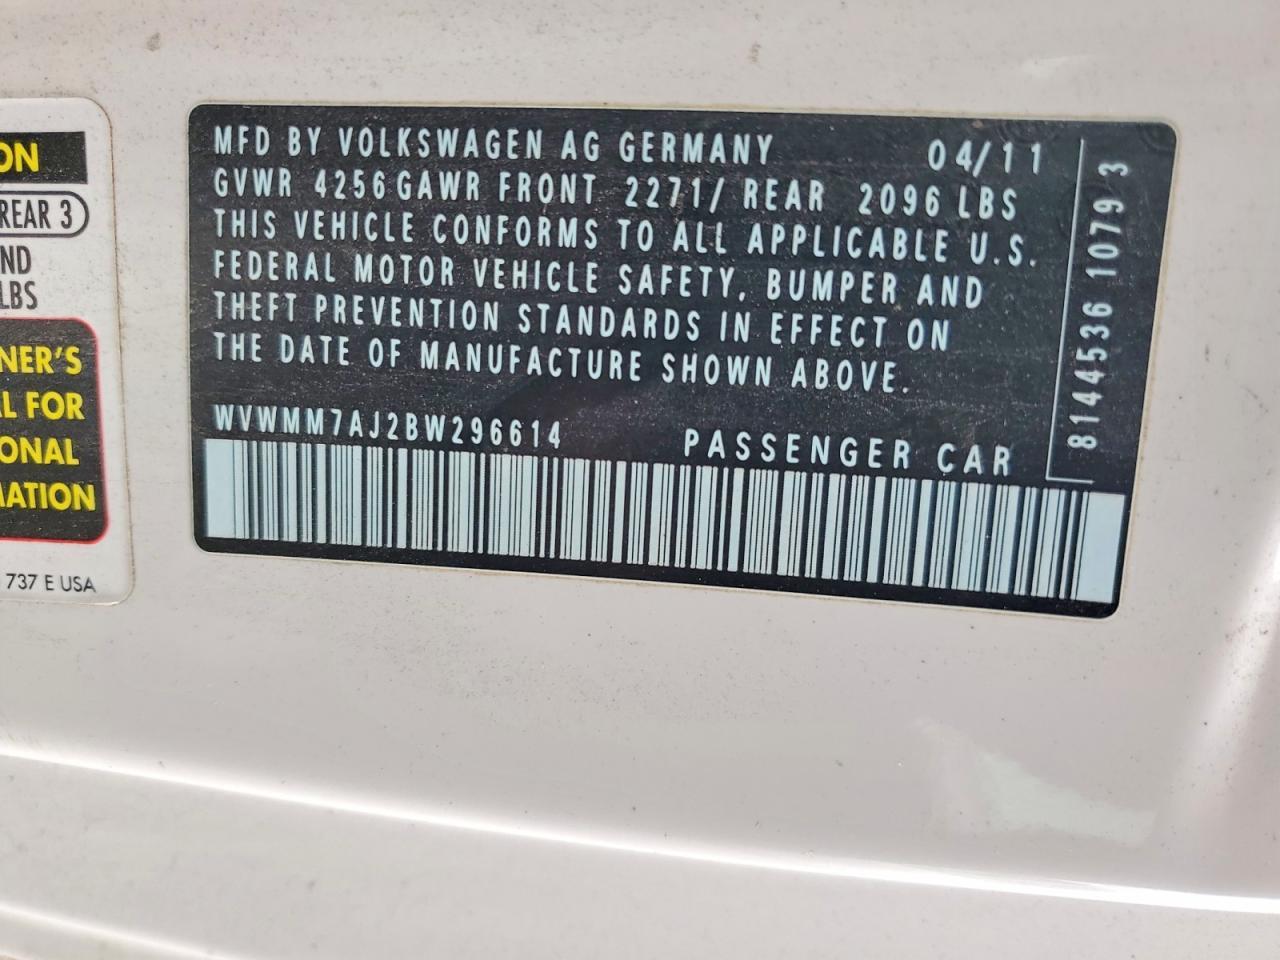 ON
REAR 3
ND
LBS
NER'S
L FOR
ONAL
MATION
737 E USA
MFD BY VOLKSWAGEN AG GERMANY 04/11
GVWR 4256 GAWR FRONT 2271/ REAR 2096 LBS
THIS VEHICLE CONFORMS TO ALL APPLICABLE U.S.
FEDERAL MOTOR VEHICLE SAFETY, BUMPER AND
THEFT PREVENTION STANDARDS IN EFFECT ON
THE DATE OF MANUFACTURE SHOWN ABOVE.
WVWMM7AJ2BW296614 PASSENGER CAR
8144536 1079 3